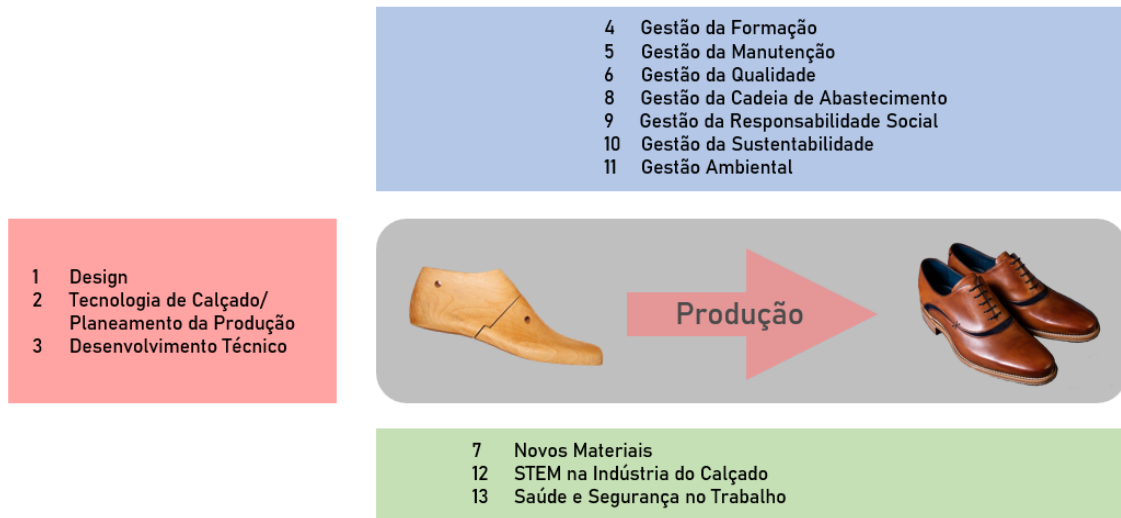 4 Gestão da Formação
5 Gestão da Manutenção
6 Gestão da Qualidade
8 Gestão da Cadeia de Abastecimento
9 Gestão da Responsabilidade Social
10 Gestão da Sustentabilidade
11 Gestão Ambiental
1 Design
2 Tecnologia de Calçado/
Planeamento da Produção
3 Desenvolvimento Técnico
Produção
7 Novos Materiais
12 STEM na Indústria do Calçado
13 Saúde e Segurança no Trabalho